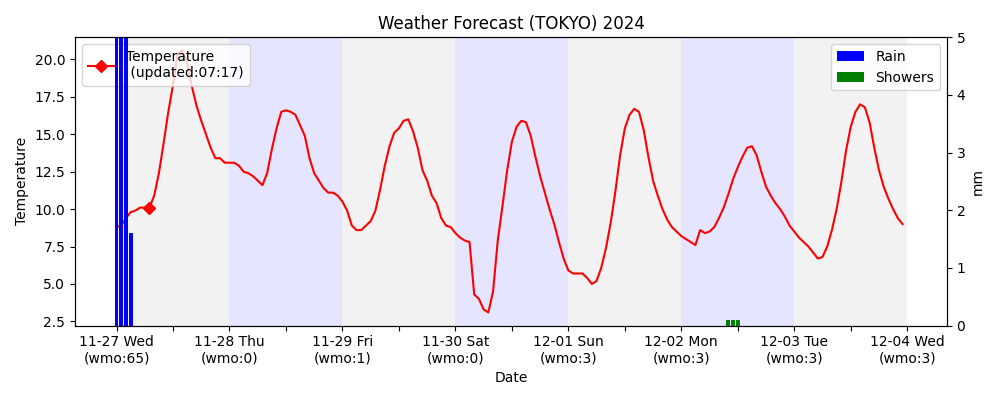 Weather Forecast (TOKYO) 2024
Temperature
(updated:07:17)
Rain
Showers
Temperature
20.0
17.5
15.0
12.5
10.0
7.5
5.0
2.5
5
4
3
2
1
0
mm
11-27 Wed 11-28 Thu 11-29 Fri 11-30 Sat 12-01 Sun 12-02 Mon 12-03 Tue 12-04 Wed
(wmo:65) (wmo:0) (wmo:1) (wmo:0) (wmo:3) (wmo:3) (wmo:3) (wmo:3)
Date